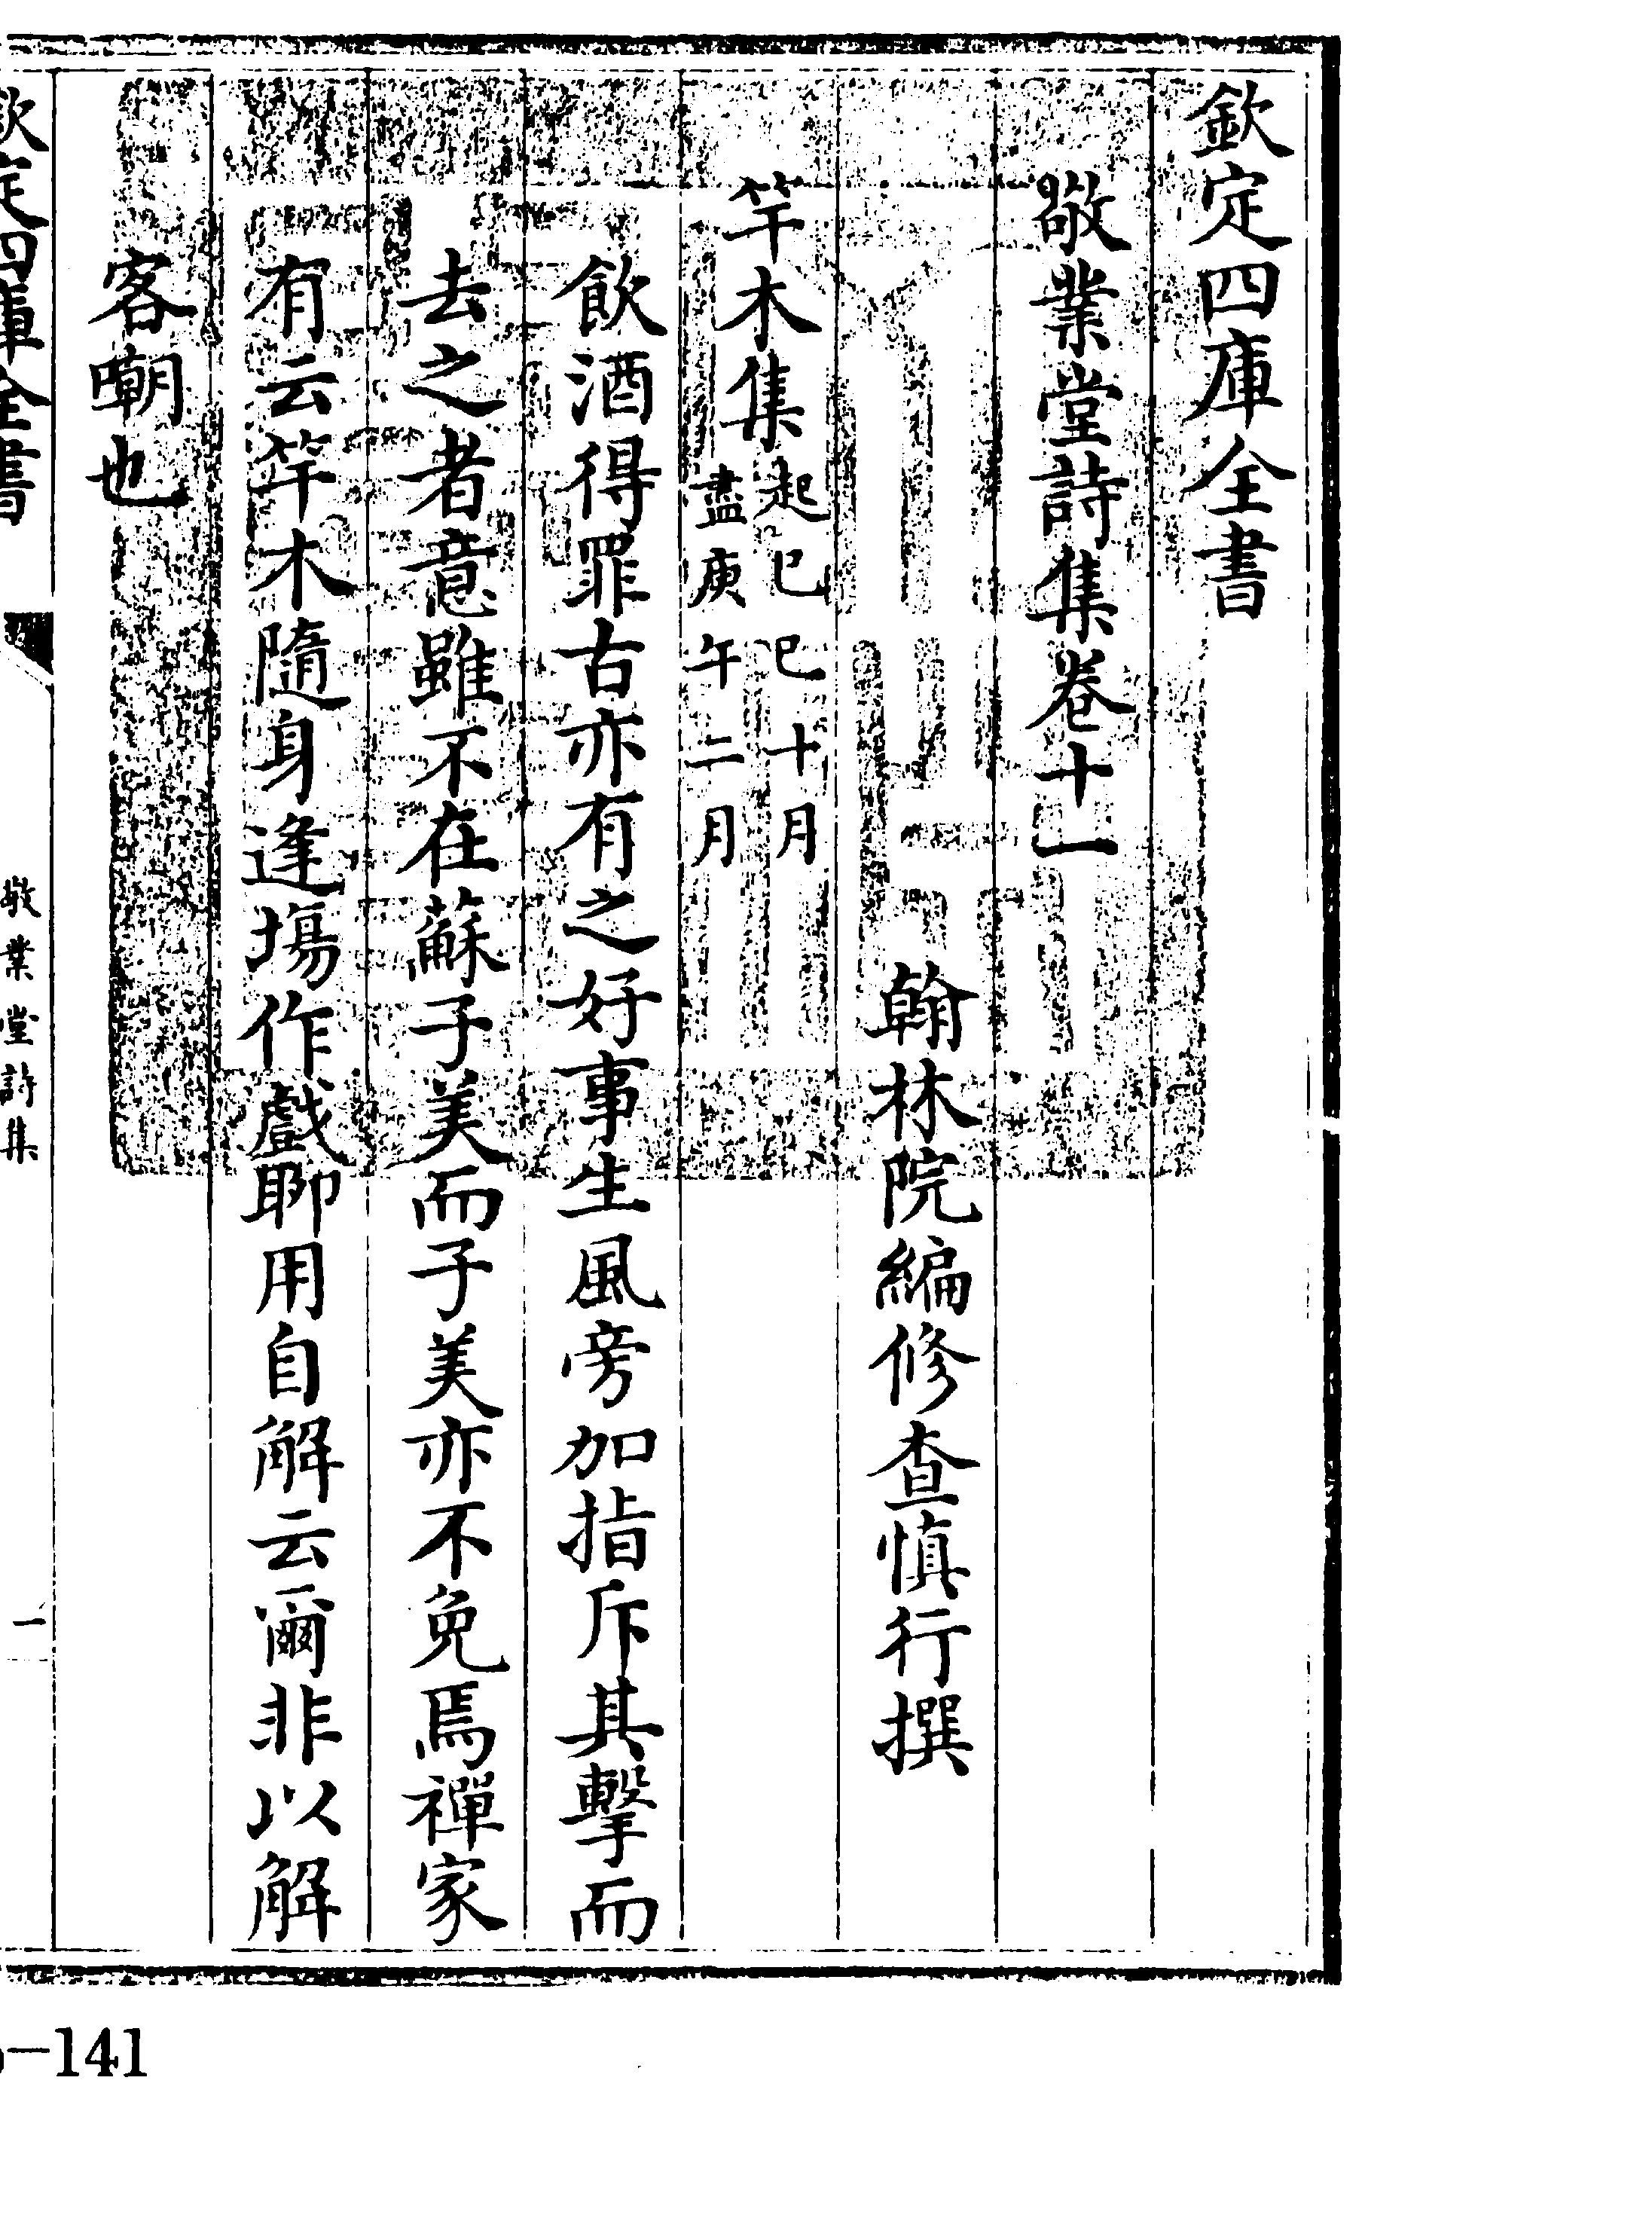 欽定四庫全書
敬業堂詩集卷十一
翰林院編修查慎行撰
竿木集起己巳十月盡庚午二月
飲酒得罪古亦有之好事生風旁加指斥其擊而
去之者意雖不在蘇子美而子美亦不免焉禪家
有云竿木隨身逢場作戲聊用自解云爾非以解
客嘲也
欽定四庫全書
敬業堂詩集
一
-141